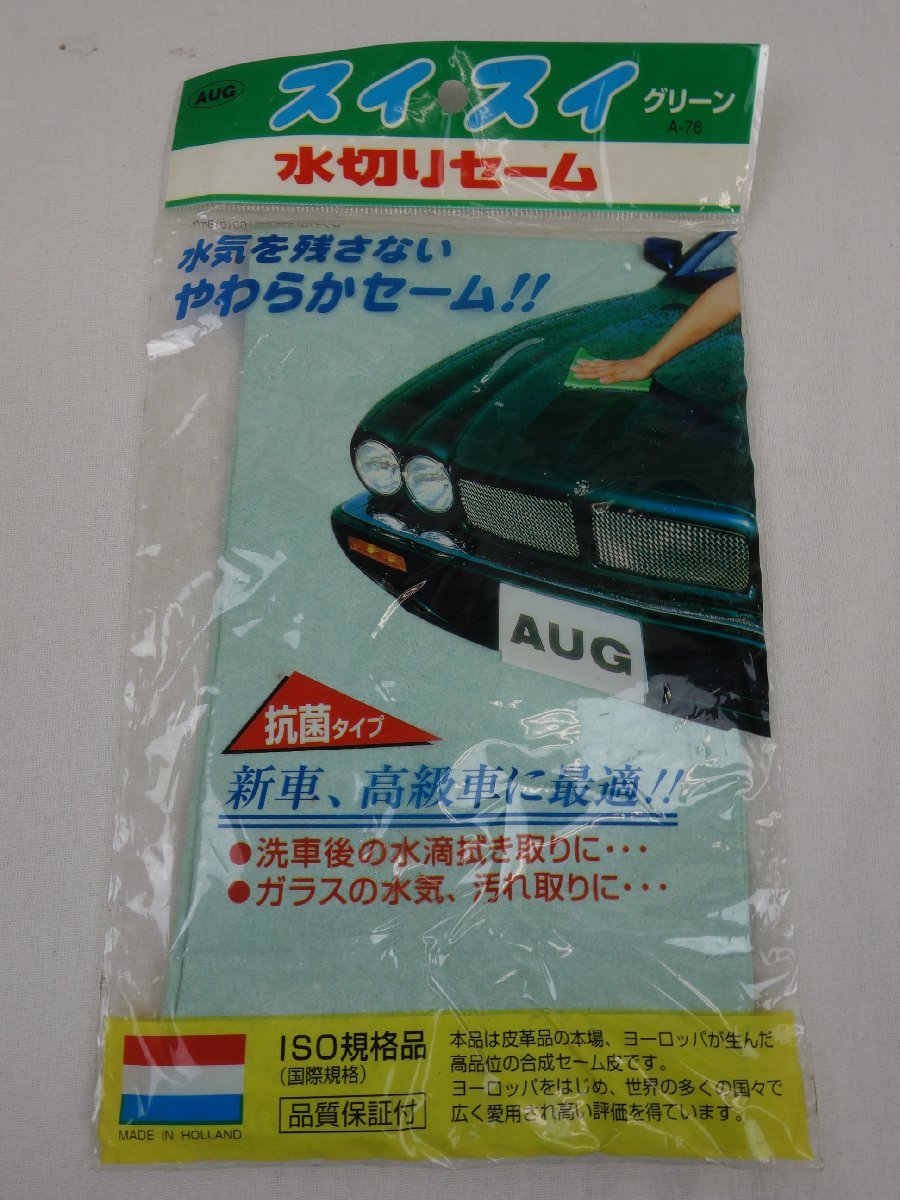 AUG
スイスイ
グリーン
A-76
水切りセーム
水気を残さない
やわらかセーム!!
AUG
抗菌タイプ
新車、高級車に最適!!
●洗車後の水滴拭き取りに・・・
●ガラスの水気、汚れ取りに・・・
MADE IN HOLLAND
ISO規格品
(国際規格)
品質保証付
本品は皮革品の本場、ヨーロッパが生んだ
高品位の合成セーム皮です。
ヨーロッパをはじめ、世界の多くの国々で
広く愛用され高い評価を得ています。